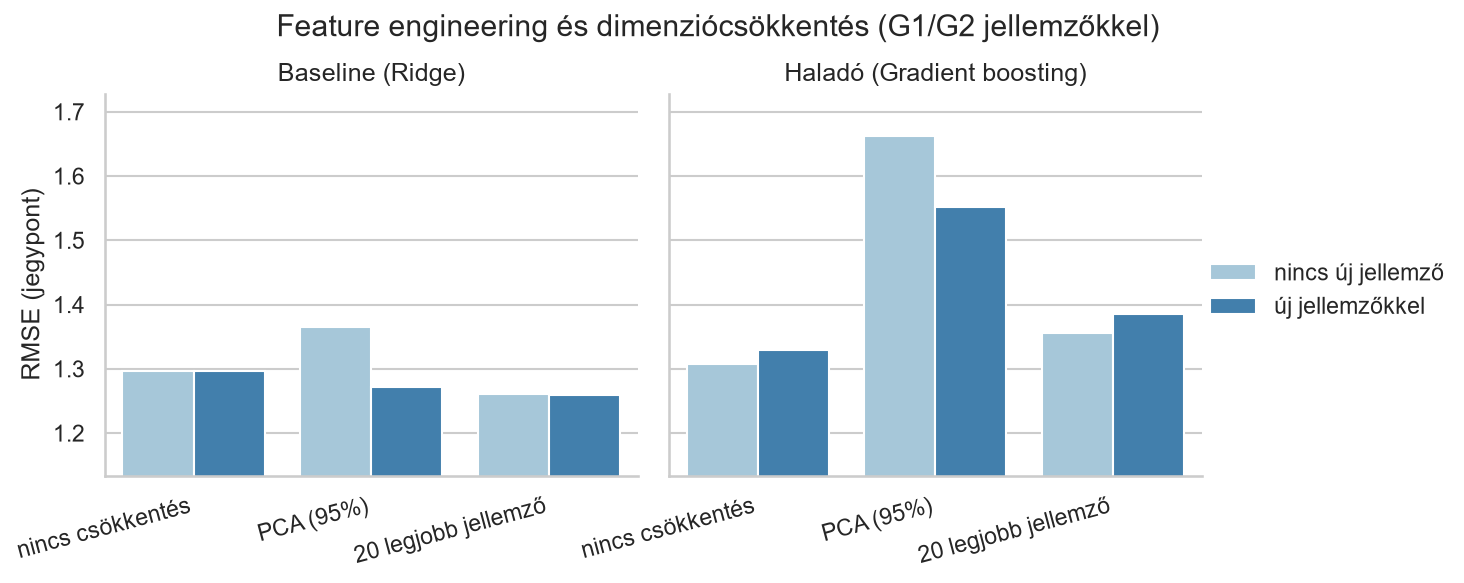 Feature engineering és dimenziócsökkentés (G1/G2 jellemzőkkel)
Baseline (Ridge)
Haladó (Gradient boosting)
RMSE (jegypont)
1.7
1.6
1.5
1.4
1.3
1.2
nincs csökkentés
PCA (95%)
20 legjobb jellemző
nincs csökkentés
PCA (95%)
20 legjobb jellemző
nincs új jellemző
új jellemzőkkel